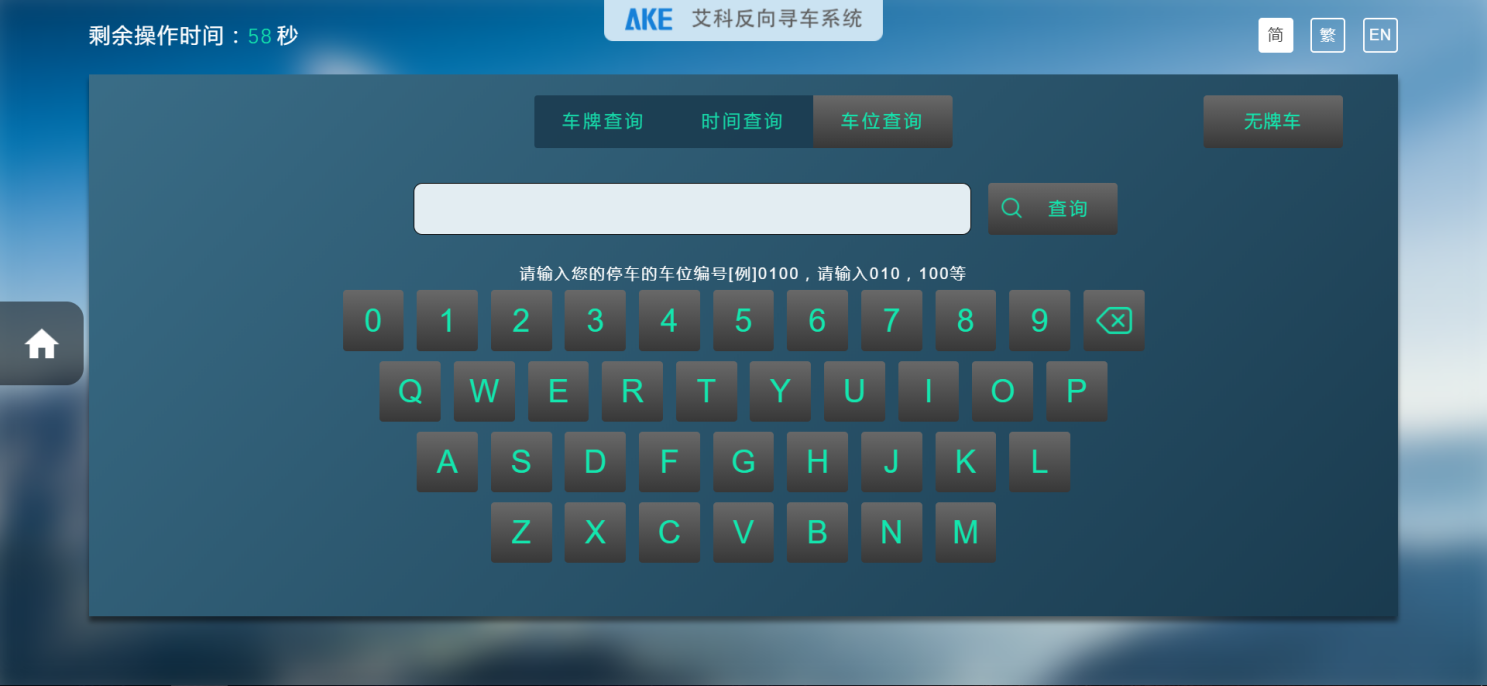 AKE 艾科反向寻车系统
剩余操作时间：58秒
简 繁 EN
车牌查询 时间查询 车位查询 无牌车
查询
请输入您的停车的车位编号[例]0100，请输入010，100等
0 1 2 3 4 5 6 7 8 9
Q W E R T Y U I O P
A S D F G H J K L
Z X C V B N M